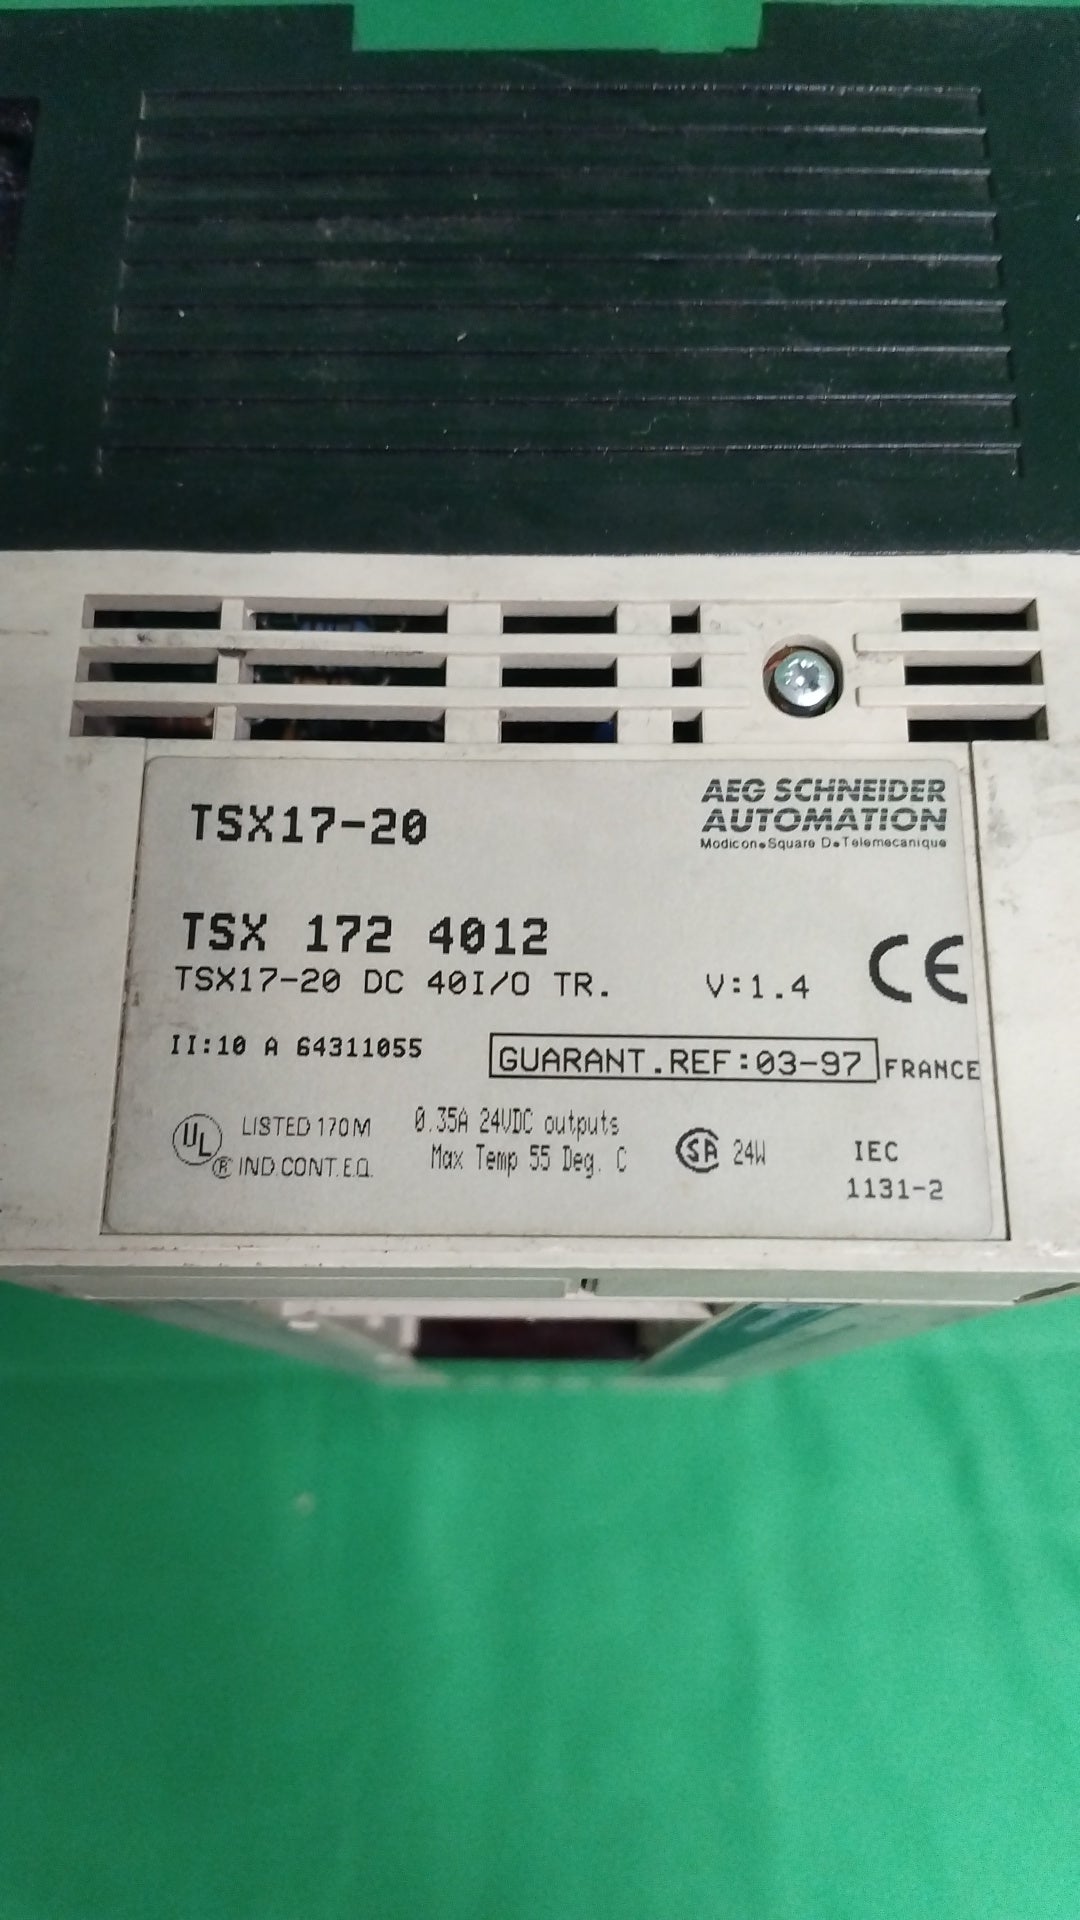 TSX17-20
AEG SCHNEIDER
AUTOMATION
Modicon•Square D•Telemecanique
TSX 172 4012
TSX17-20 DC 40I/O TR.
V:1.4
CE
II:10 A 64311055
GUARANT.REF:03-97
FRANCE
UL
®
LISTED 170M
IND.CONT.EQ.
0.35A 24VDC outputs
Max Temp 55 Deg. C
SA
24W
IEC
1131-2